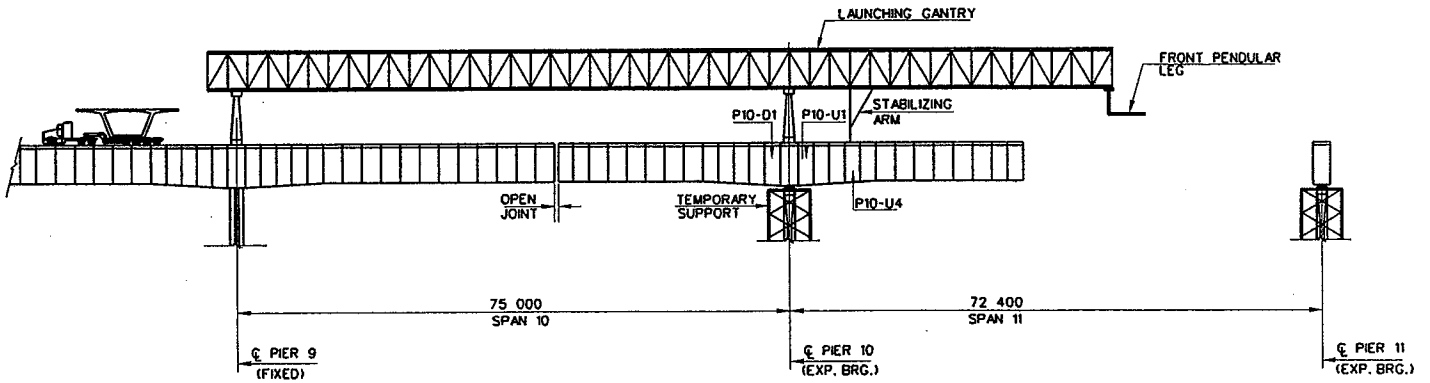 LAUNCHING GANTRY
FRONT PENDULAR
LEG
STABILIZING
ARM
P10-D1
P10-U1
OPEN
JOINT
TEMPORARY
SUPPORT
P10-U4
75 000
SPAN 10
72 400
SPAN 11
℄ PIER 9
(FIXED)
℄ PIER 10
(EXP. BRG.)
℄ PIER 11
(EXP. BRG.)